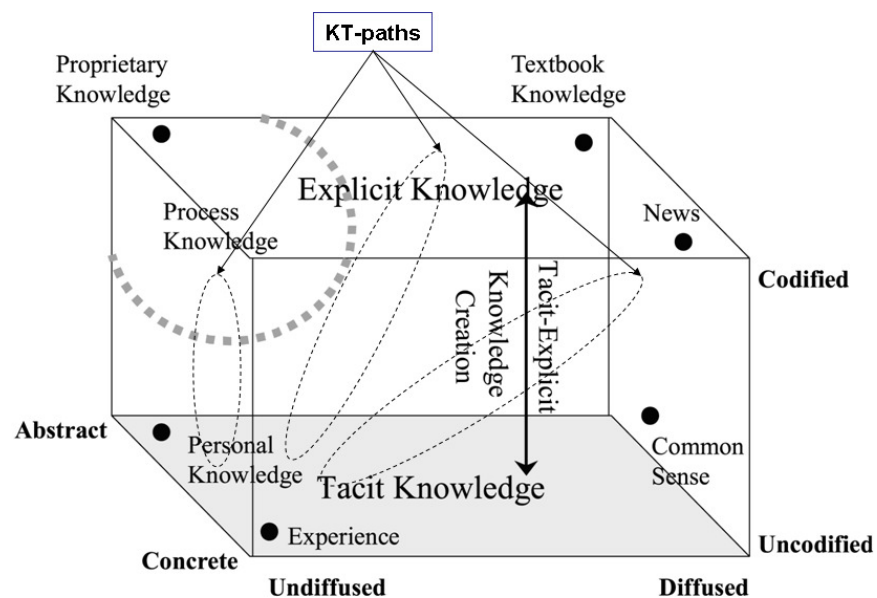 KT-paths
Proprietary
Knowledge
Textbook
Knowledge
Explicit Knowledge
Process
Knowledge
News
Codified
Tacit-Explicit
Knowledge
Creation
Abstract
Personal
Knowledge
Common
Sense
Tacit Knowledge
Experience
Concrete
Uncodified
Undiffused
Diffused